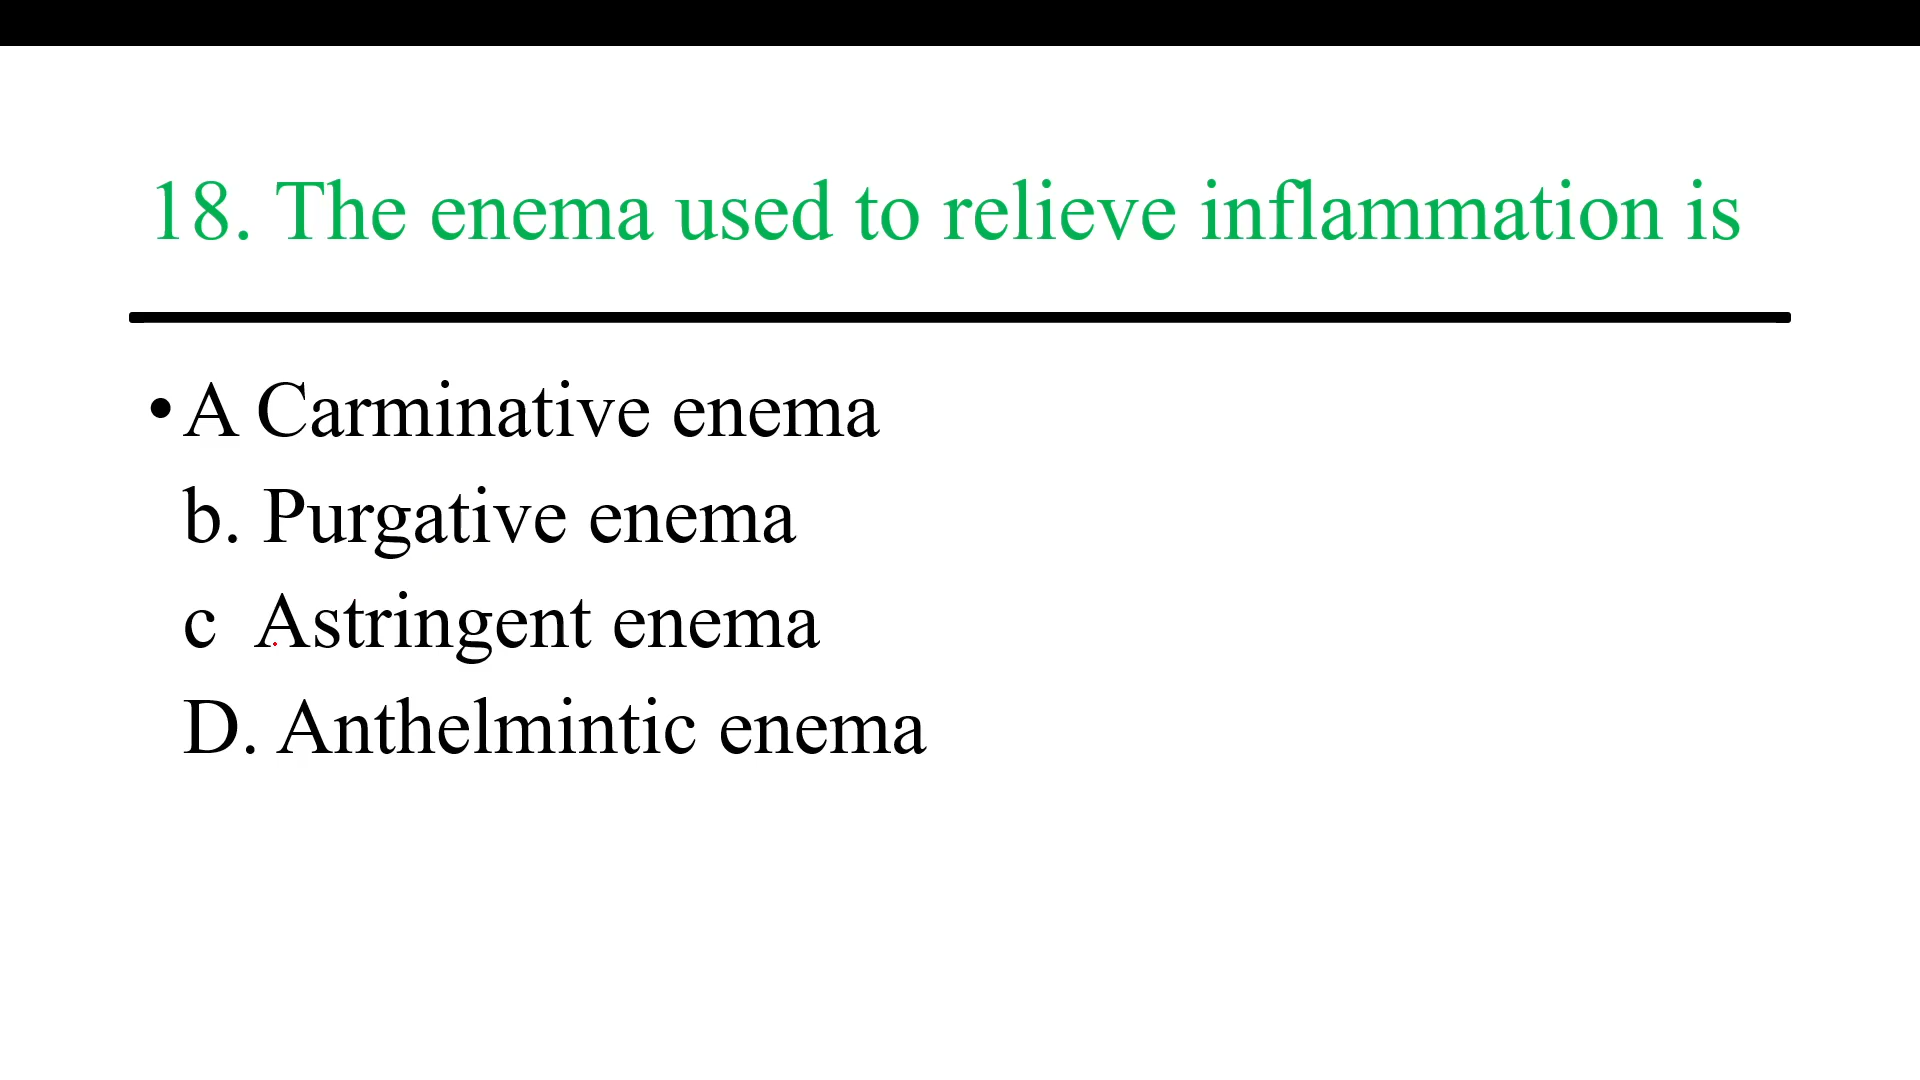 18. The enema used to relieve inflammation is
• A Carminative enema
b. Purgative enema
c Astringent enema
D. Anthelmintic enema